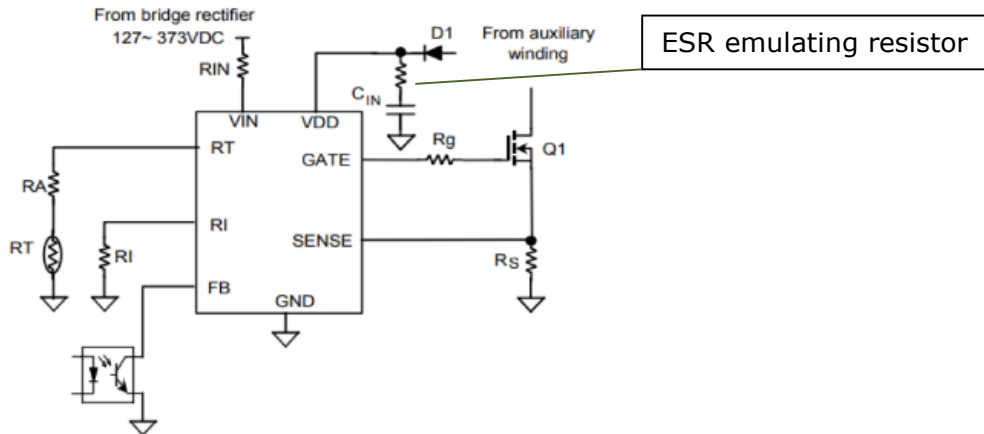 From bridge rectifier
127~ 373VDC
RIN
D1
From auxiliary
winding
ESR emulating resistor
CIN
VIN
VDD
RT
GATE
Rg
Q1
RA
RI
SENSE
RT
RI
RS
FB
GND